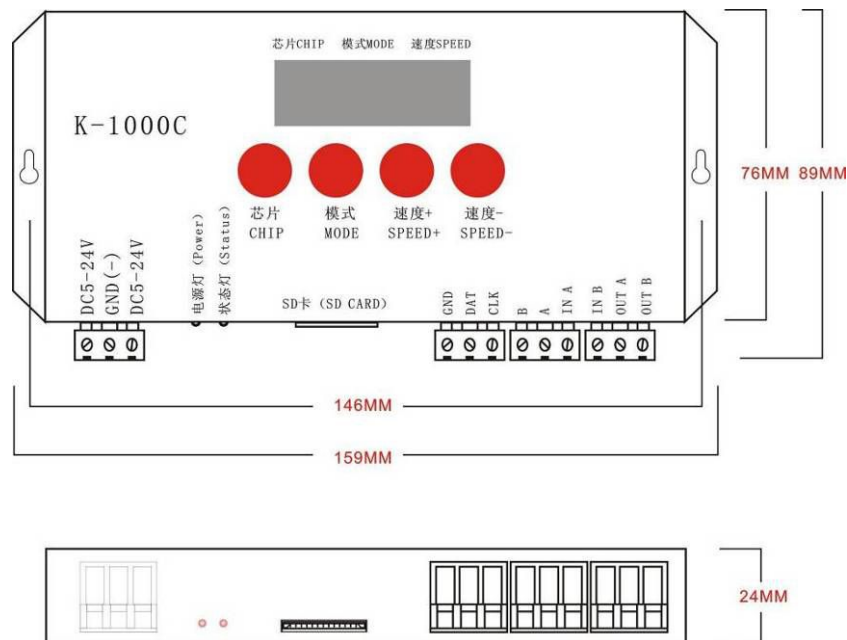 芯片CHIP 模式MODE 速度SPEED
K-1000C
芯片
CHIP
模式
MODE
速度+
SPEED+
速度-
SPEED-
DC5-24V
GND(-)
DC5-24V
电源灯(Power)
状态灯(Status)
SD卡(SD CARD)
GND
DAT
CLK
B
A
IN A
IN B
OUT A
OUT B
76MM
89MM
146MM
159MM
24MM